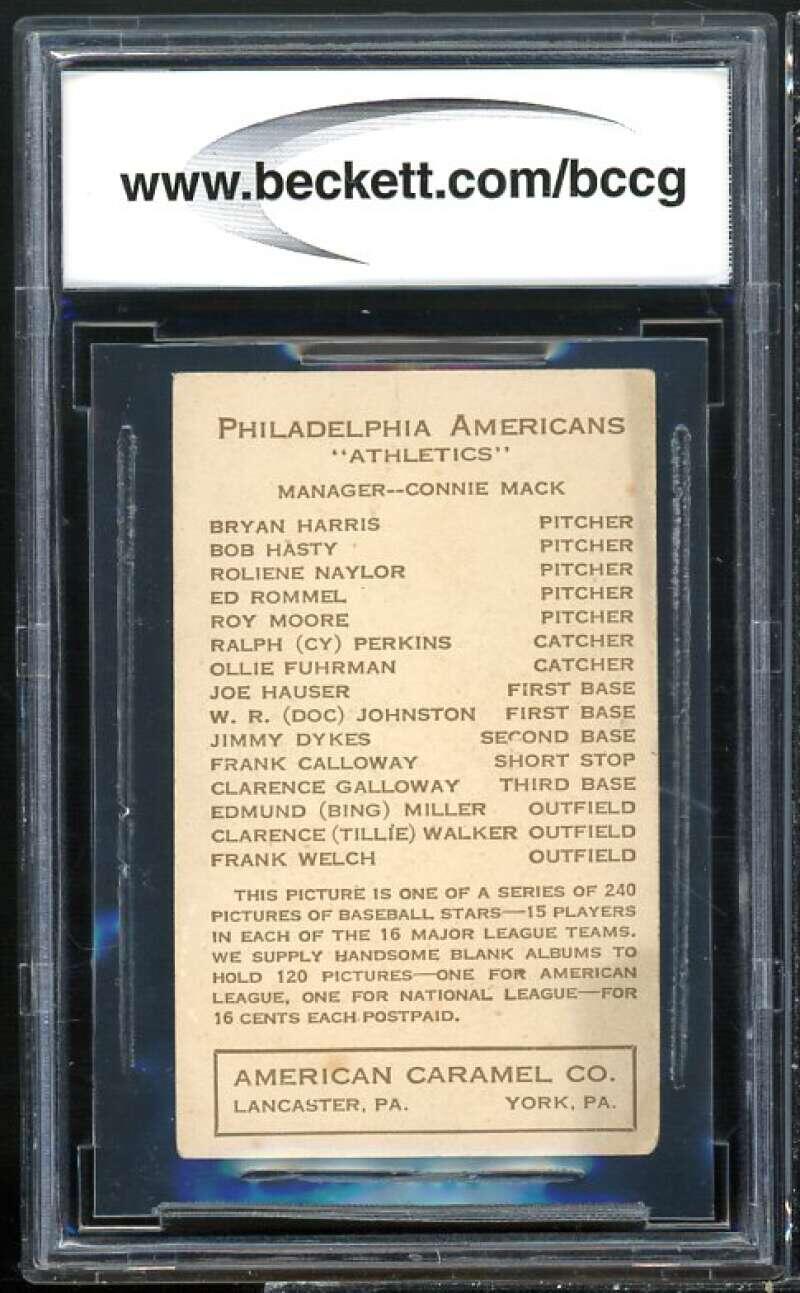 www.beckett.com/bccg
PHILADELPHIA AMERICANS
"ATHLETICS"
MANAGER--CONNIE MACK
BRYAN HARRIS PITCHER
BOB HASTY PITCHER
ROLIENE NAYLOR PITCHER
ED ROMMEL PITCHER
ROY MOORE PITCHER
RALPH (CY) PERKINS CATCHER
OLLIE FUHRMAN CATCHER
JOE HAUSER FIRST BASE
W. R. (DOC) JOHNSTON FIRST BASE
JIMMY DYKES SECOND BASE
FRANK CALLOWAY SHORT STOP
CLARENCE GALLOWAY THIRD BASE
EDMUND (BING) MILLER OUTFIELD
CLARENCE (TILLIE) WALKER OUTFIELD
FRANK WELCH OUTFIELD
THIS PICTURE IS ONE OF A SERIES OF 240
PICTURES OF BASEBALL STARS—15 PLAYERS
IN EACH OF THE 16 MAJOR LEAGUE TEAMS.
WE SUPPLY HANDSOME BLANK ALBUMS TO
HOLD 120 PICTURES—ONE FOR AMERICAN
LEAGUE, ONE FOR NATIONAL LEAGUE—FOR
16 CENTS EACH POSTPAID.
AMERICAN CARAMEL CO.
LANCASTER, PA. YORK, PA.